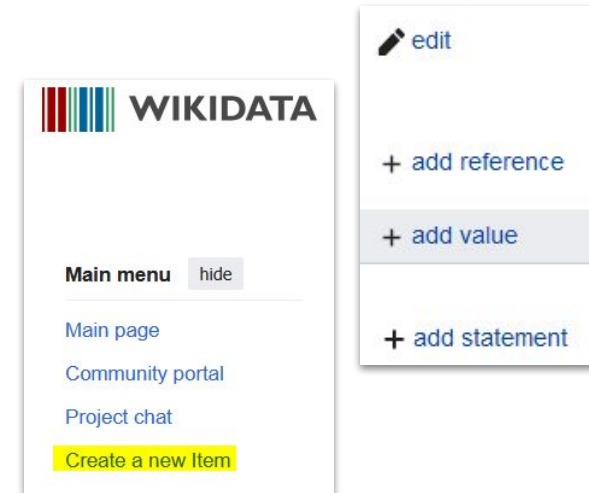 WIKIDATA
Main menu hide
Main page
Community portal
Project chat
Create a new Item
edit
+ add reference
+ add value
+ add statement